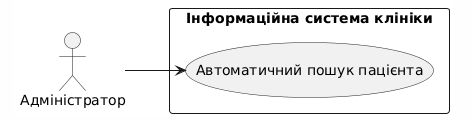 Інформаційна система клініки
Автоматичний пошук пацієнта
Адміністратор